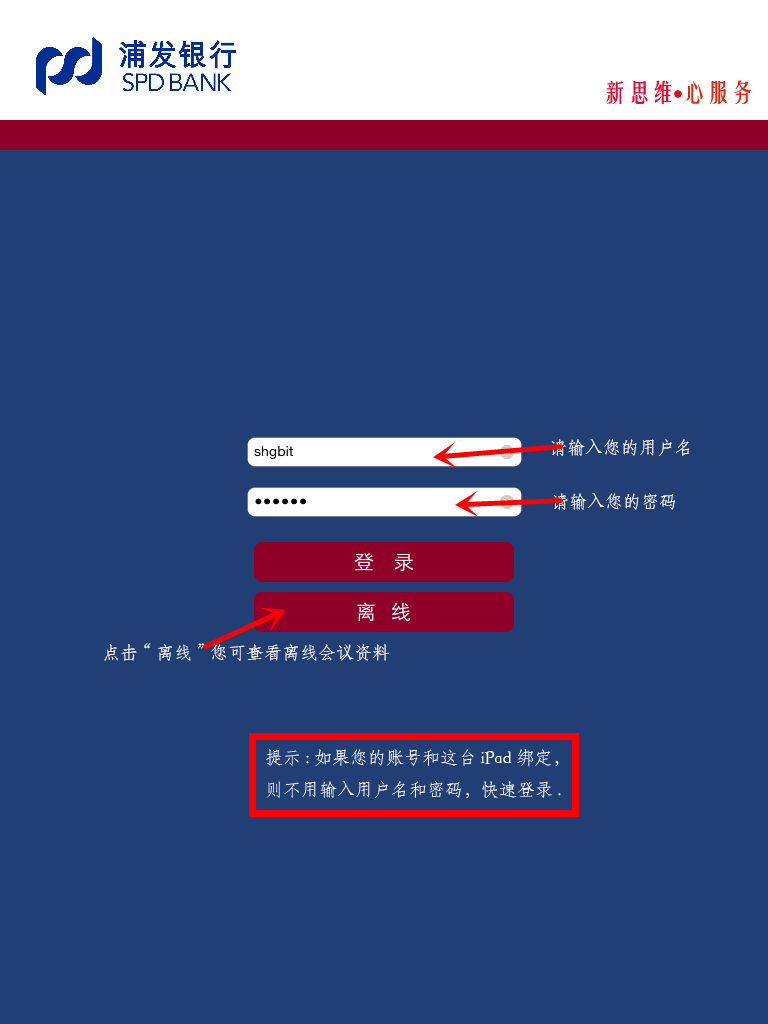 浦发银行
SPD BANK
新思维•心服务
shgbit
请输入您的用户名
••••••
请输入您的密码
登 录
离 线
点击“离线”您可查看离线会议资料
提示：如果您的账号和这台 iPad 绑定，
则不用输入用户名和密码，快速登录．